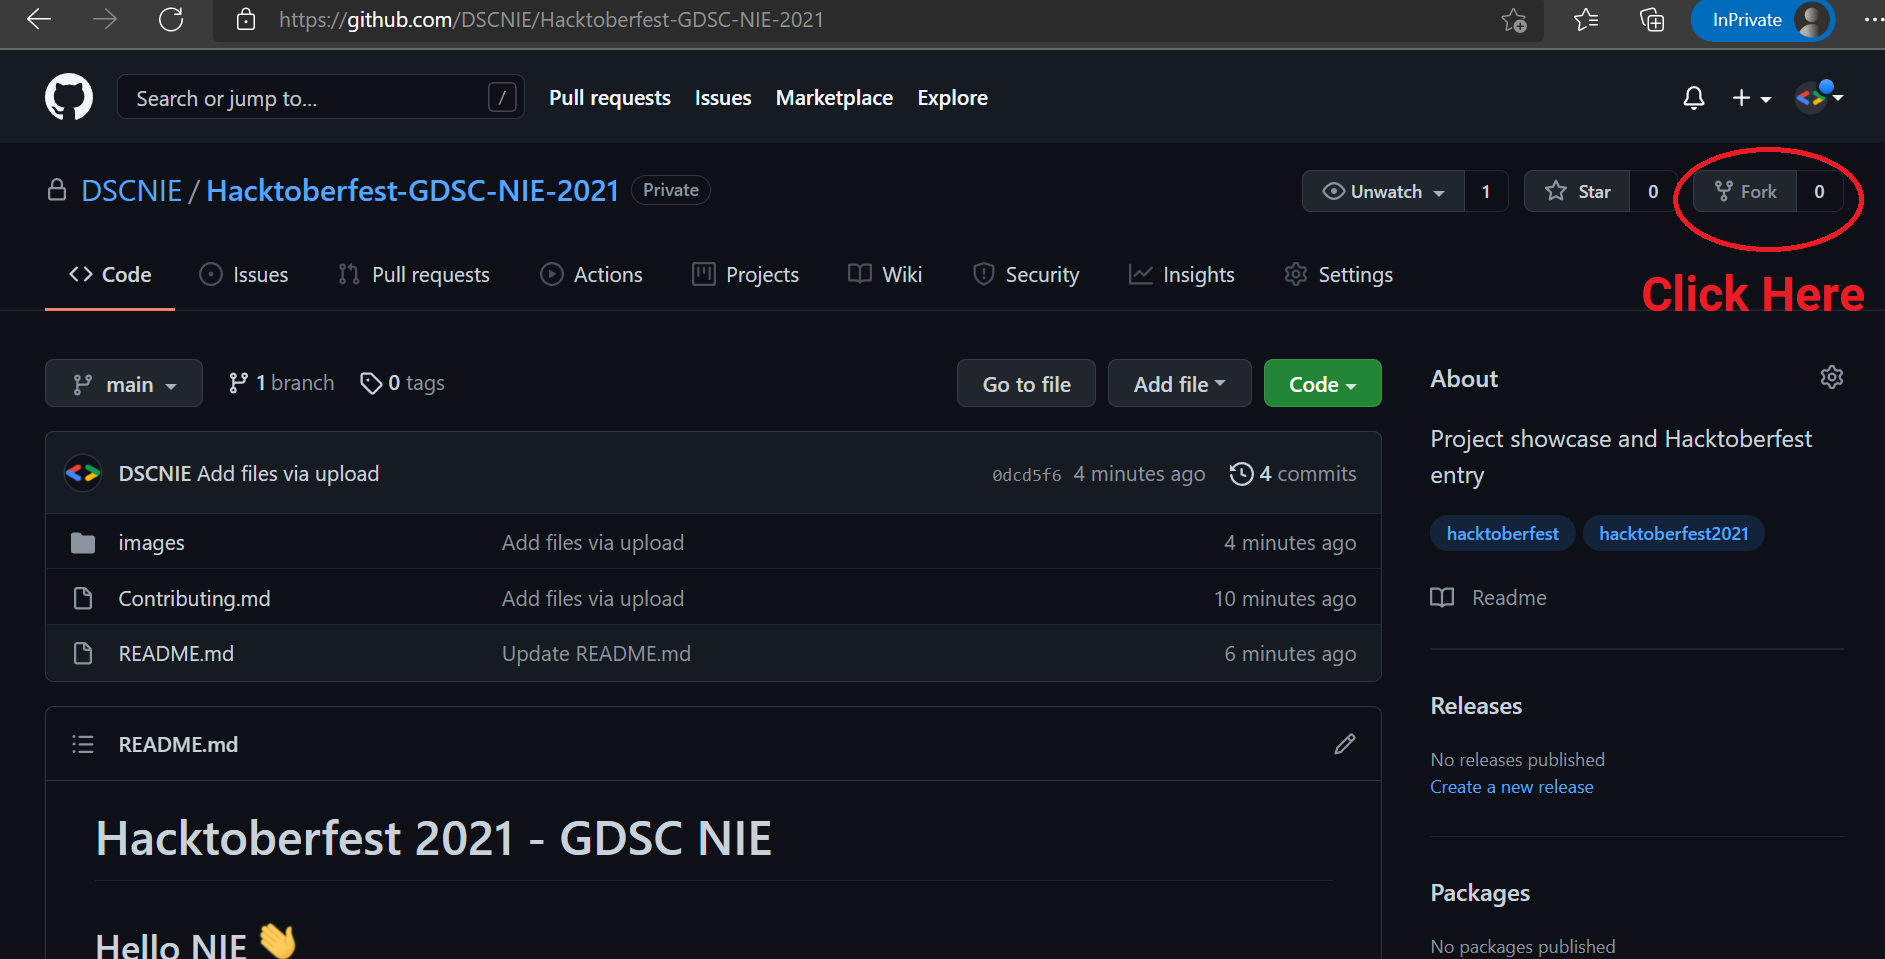 https://github.com/DSCNIE/Hacktoberfest-GDSC-NIE-2021
InPrivate
Search or jump to...
/
Pull requests
Issues
Marketplace
Explore
DSCNIE / Hacktoberfest-GDSC-NIE-2021
Private
Unwatch
1
Star
0
Fork
0
Code
Issues
Pull requests
Actions
Projects
Wiki
Security
Insights
Settings
Click Here
main
1 branch
0 tags
Go to file
Add file
Code
DSCNIE Add files via upload
0dcd5f6 4 minutes ago
4 commits
images
Add files via upload
4 minutes ago
Contributing.md
Add files via upload
10 minutes ago
README.md
Update README.md
6 minutes ago
README.md
Hacktoberfest 2021 - GDSC NIE
Hello NIE 👋
About
Project showcase and Hacktoberfest
entry
hacktoberfest
hacktoberfest2021
Readme
Releases
No releases published
Create a new release
Packages
No packages published